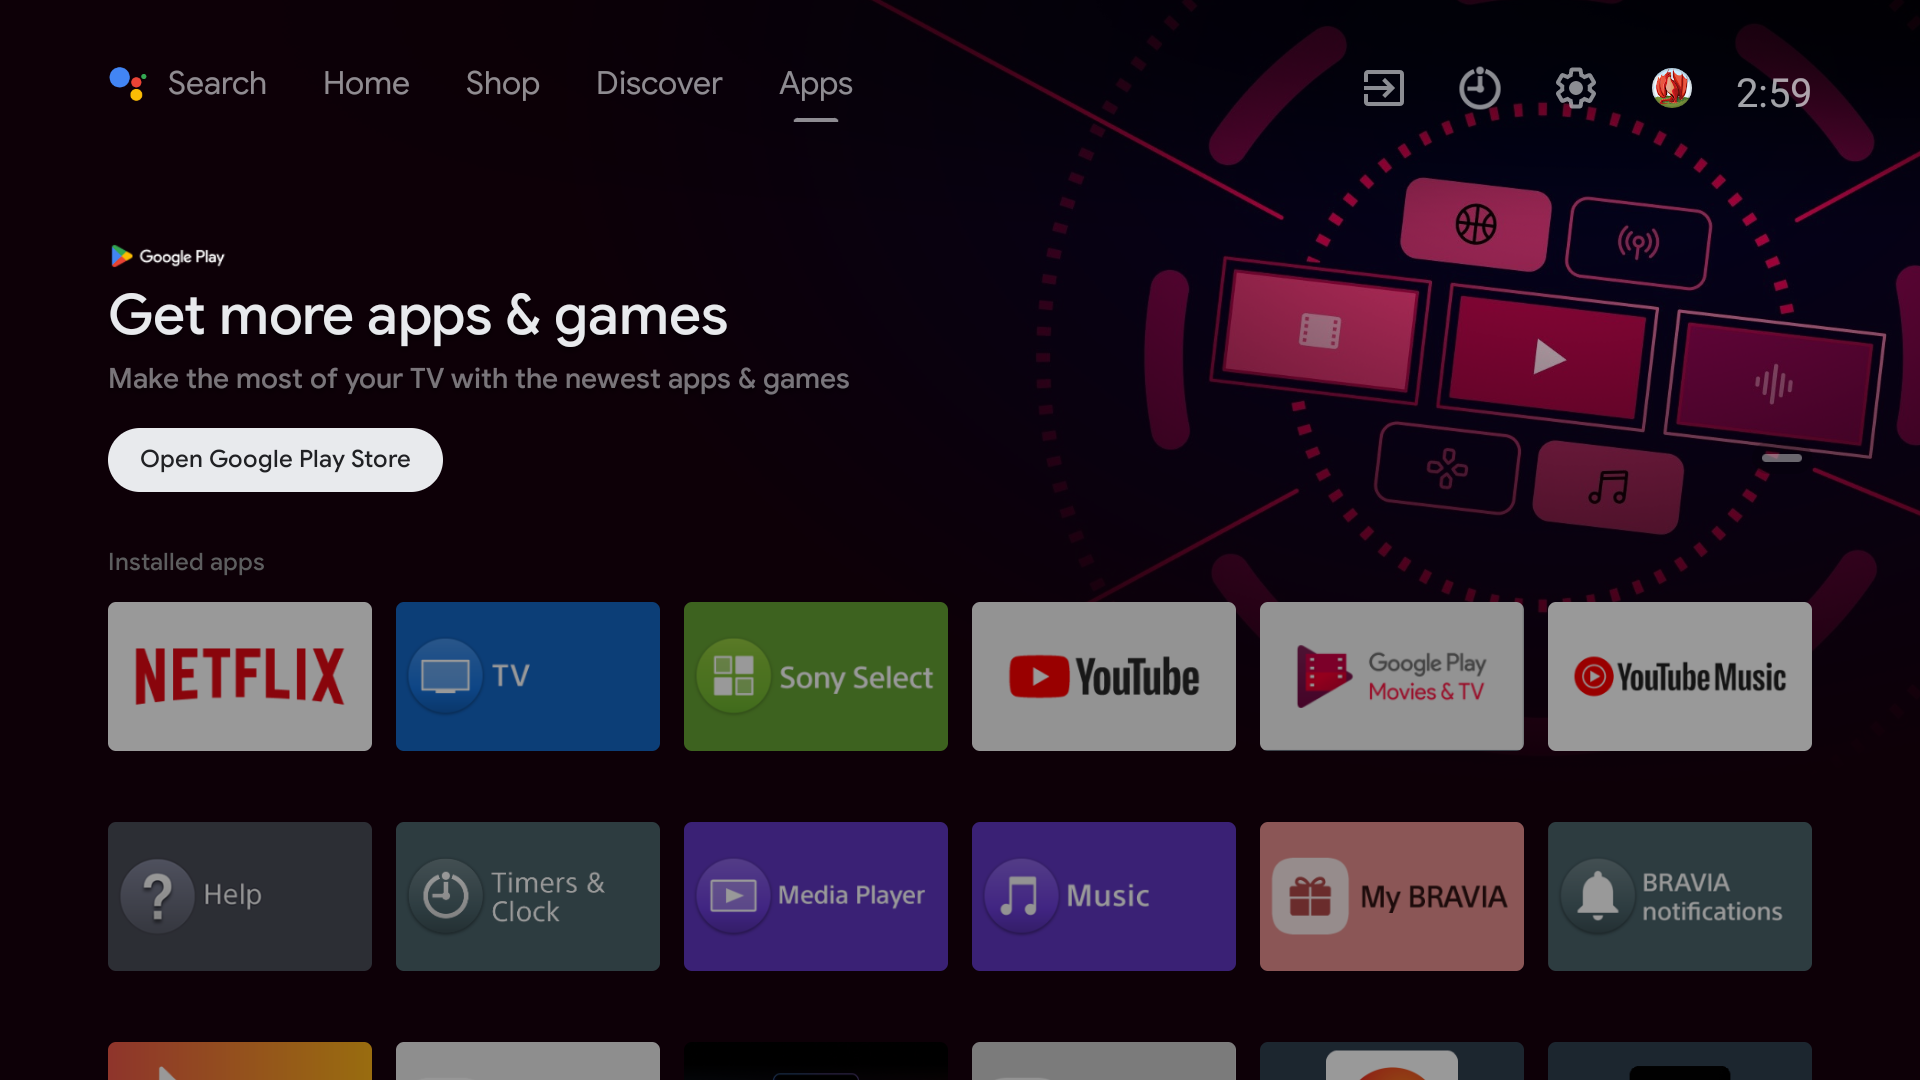 Search Home Shop Discover Apps 2:59
Google Play
Get more apps & games
Make the most of your TV with the newest apps & games
Open Google Play Store
Installed apps
NETFLIX
TV
Sony Select
YouTube
Google Play
Movies & TV
YouTube Music
Help
Timers &
Clock
Media Player
Music
My BRAVIA
BRAVIA
notifications